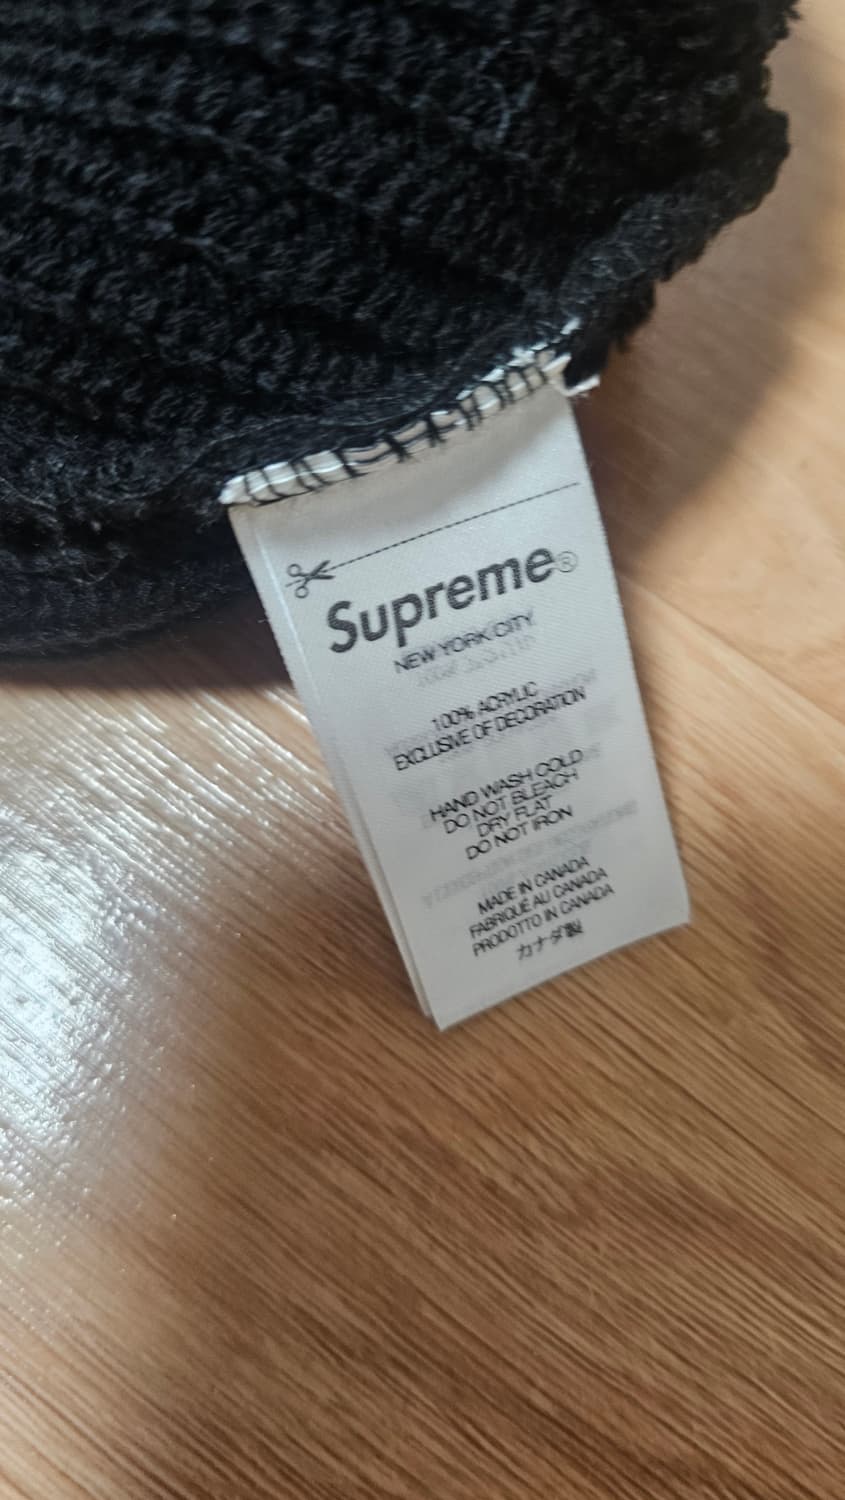 Supreme®
NEW YORK CITY
100% ACRYLIC
EXCLUSIVE OF DECORATION
HAND WASH COLD
DO NOT BLEACH
DRY FLAT
DO NOT IRON
MADE IN CANADA
FABRIQUÉ AU CANADA
PRODOTTO IN CANADA
カナダ製